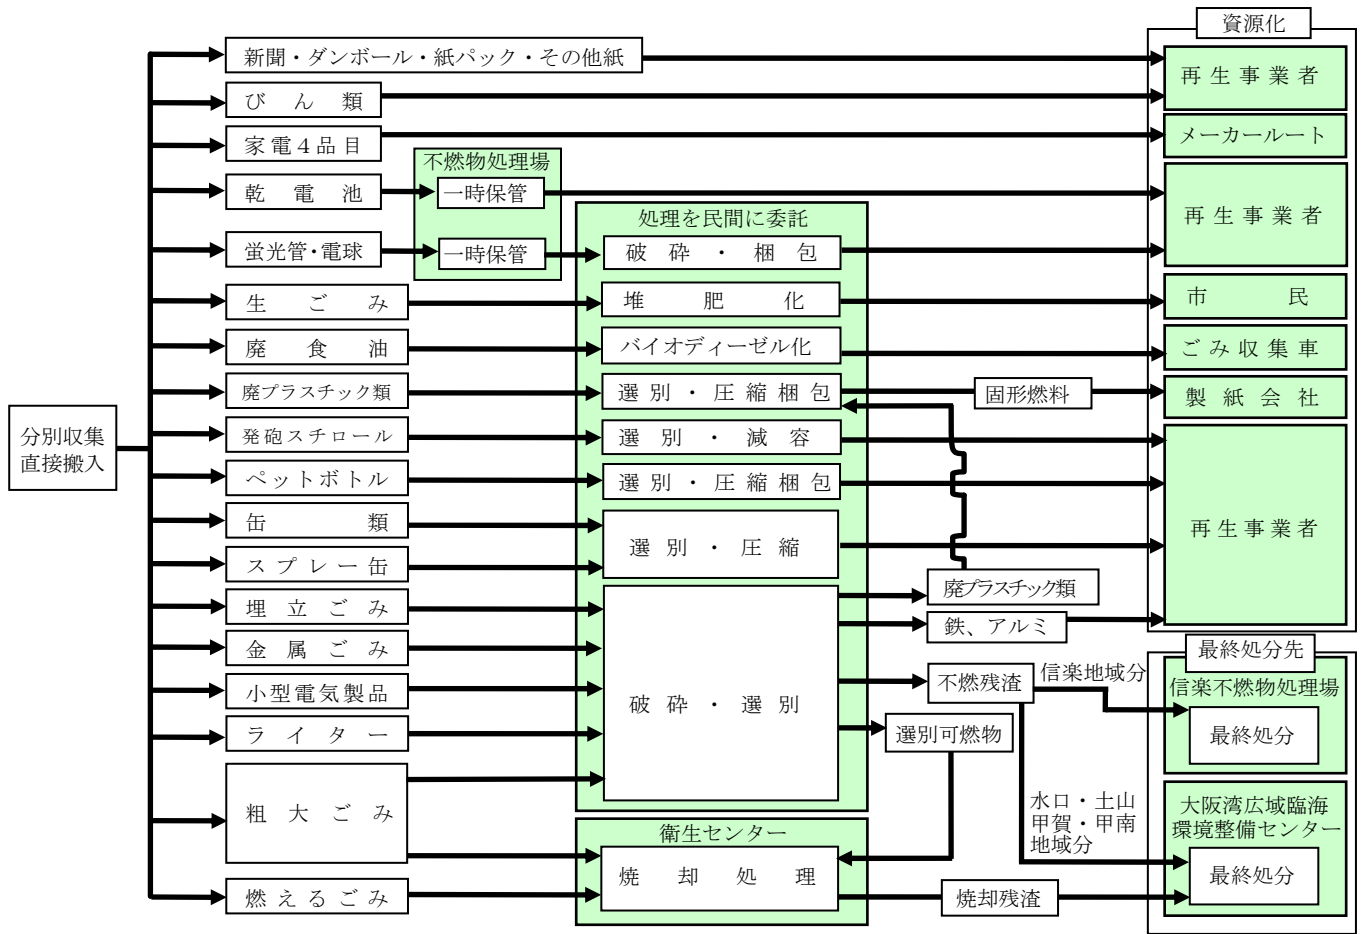 資源化
新聞・ダンボール・紙パック・その他紙
再生事業者
びん類
家電4品目
メーカールート
不燃物処理場
乾電池
一時保管
再生事業者
処理を民間に委託
蛍光管・電球
一時保管
破砕・梱包
生ごみ
堆肥化
市民
廃食油
バイオディーゼル化
ごみ収集車
廃プラスチック類
選別・圧縮梱包
固形燃料
製紙会社
分別収集
直接搬入
発砲スチロール
選別・減容
ペットボトル
選別・圧縮梱包
缶類
選別・圧縮
再生事業者
スプレー缶
廃プラスチック類
埋立ごみ
鉄、アルミ
金属ごみ
最終処分先
小型電気製品
破砕・選別
不燃残渣
信楽地域分
信楽不燃物処理場
ライター
選別可燃物
最終処分
粗大ごみ
水口・土山
甲賀・甲南
地域分
大阪湾広域臨海
環境整備センター
衛生センター
焼却処理
最終処分
燃えるごみ
焼却残渣